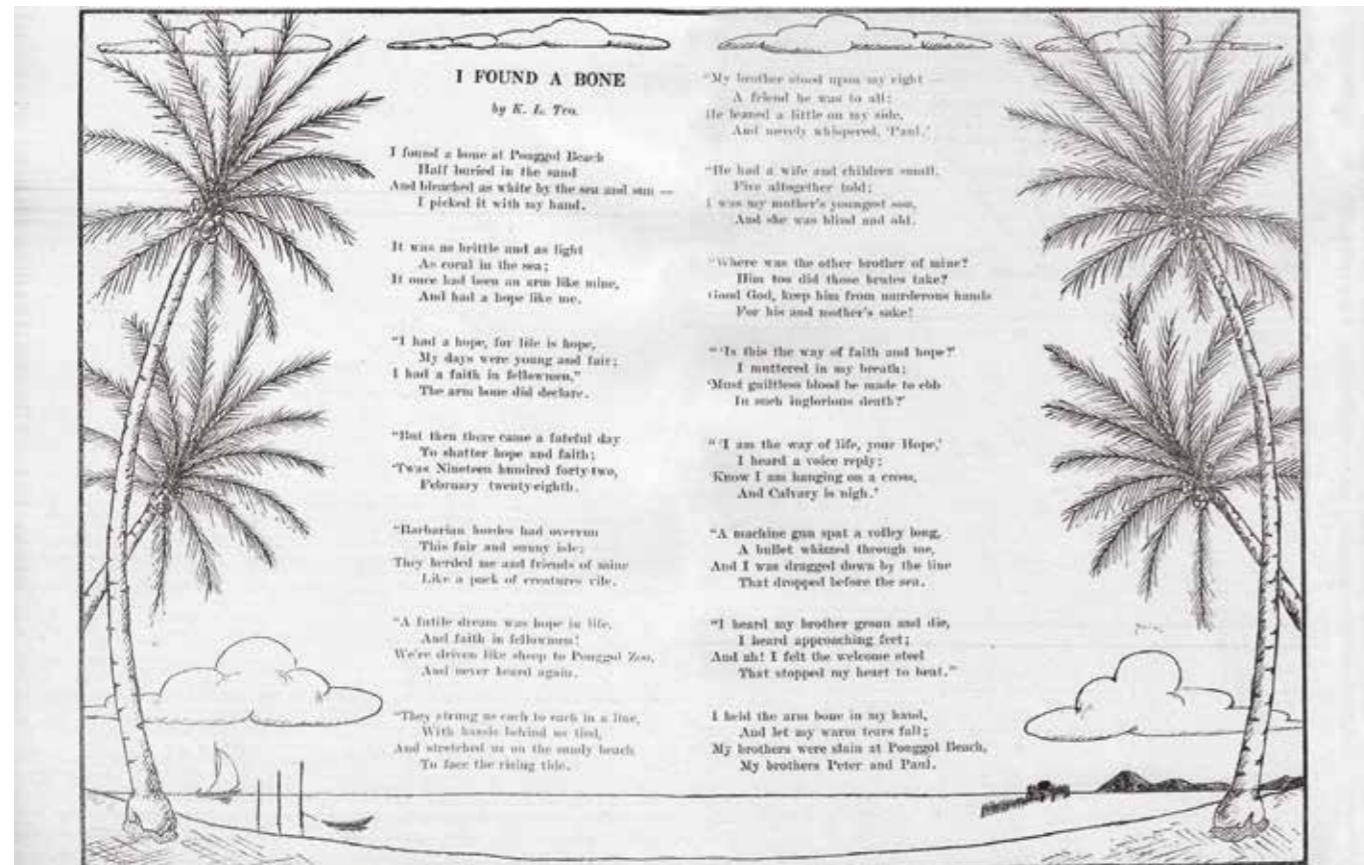 I FOUND A BONE
by K. L. Tea.
I found a bone at Ponggol Beach
Half buried in the sand
And bleached as white by the sea and sun —
I picked it with my hand.
It was as brittle and as light
As coral in the sea;
It once had been an arm like mine,
And had a hope like me.
"I had a hope, for life is hope,
My days were young and fair;
I had a faith in fellowmen,"
The arm bone did declare.
"But then there came a fateful day
To shatter hope and faith;
'Twas Nineteen hundred forty-two,
February twenty-eighth.
"Barbarian hordes had overrun
This fair and sunny isle;
They herded me and friends of mine
Like a pack of creatures vile.
"A futile dream was hope in life,
And faith in fellowmen!
We're driven like sheep to Ponggol Zoo,
And never heard again.
"They strung us each to each in a line,
With hands behind us tied,
And stretched us on the sandy beach
To face the rising tide.
"My brother stood upon my right —
A friend he was to all;
He leaned a little on my side,
And merely whispered, 'Paul.'
"He had a wife and children small,
Five altogether told;
I was my mother's youngest son,
And she was blind and old.
"Where was the other brother of mine?
Him too did those brutes take?
Good God, keep him from murderous hands
For his and mother's sake!
" 'Is this the way of faith and hope?'
I muttered in my breath;
'Must guiltless blood be made to ebb
In such inglorious death?'
" 'I am the way of life, your Hope,'
I heard a voice reply;
'Know I am hanging on a cross,
And Calvary is nigh.'
"A machine gun spat a volley long,
A bullet whizzed through me,
And I was dragged down by the line
That dropped before the sea.
"I heard my brother groan and die,
I heard approaching feet;
And ah! I felt the welcome steel
That stopped my heart to beat."
I held the arm bone in my hand,
And let my warm tears fall;
My brothers were slain at Ponggol Beach,
My brothers Peter and Paul.